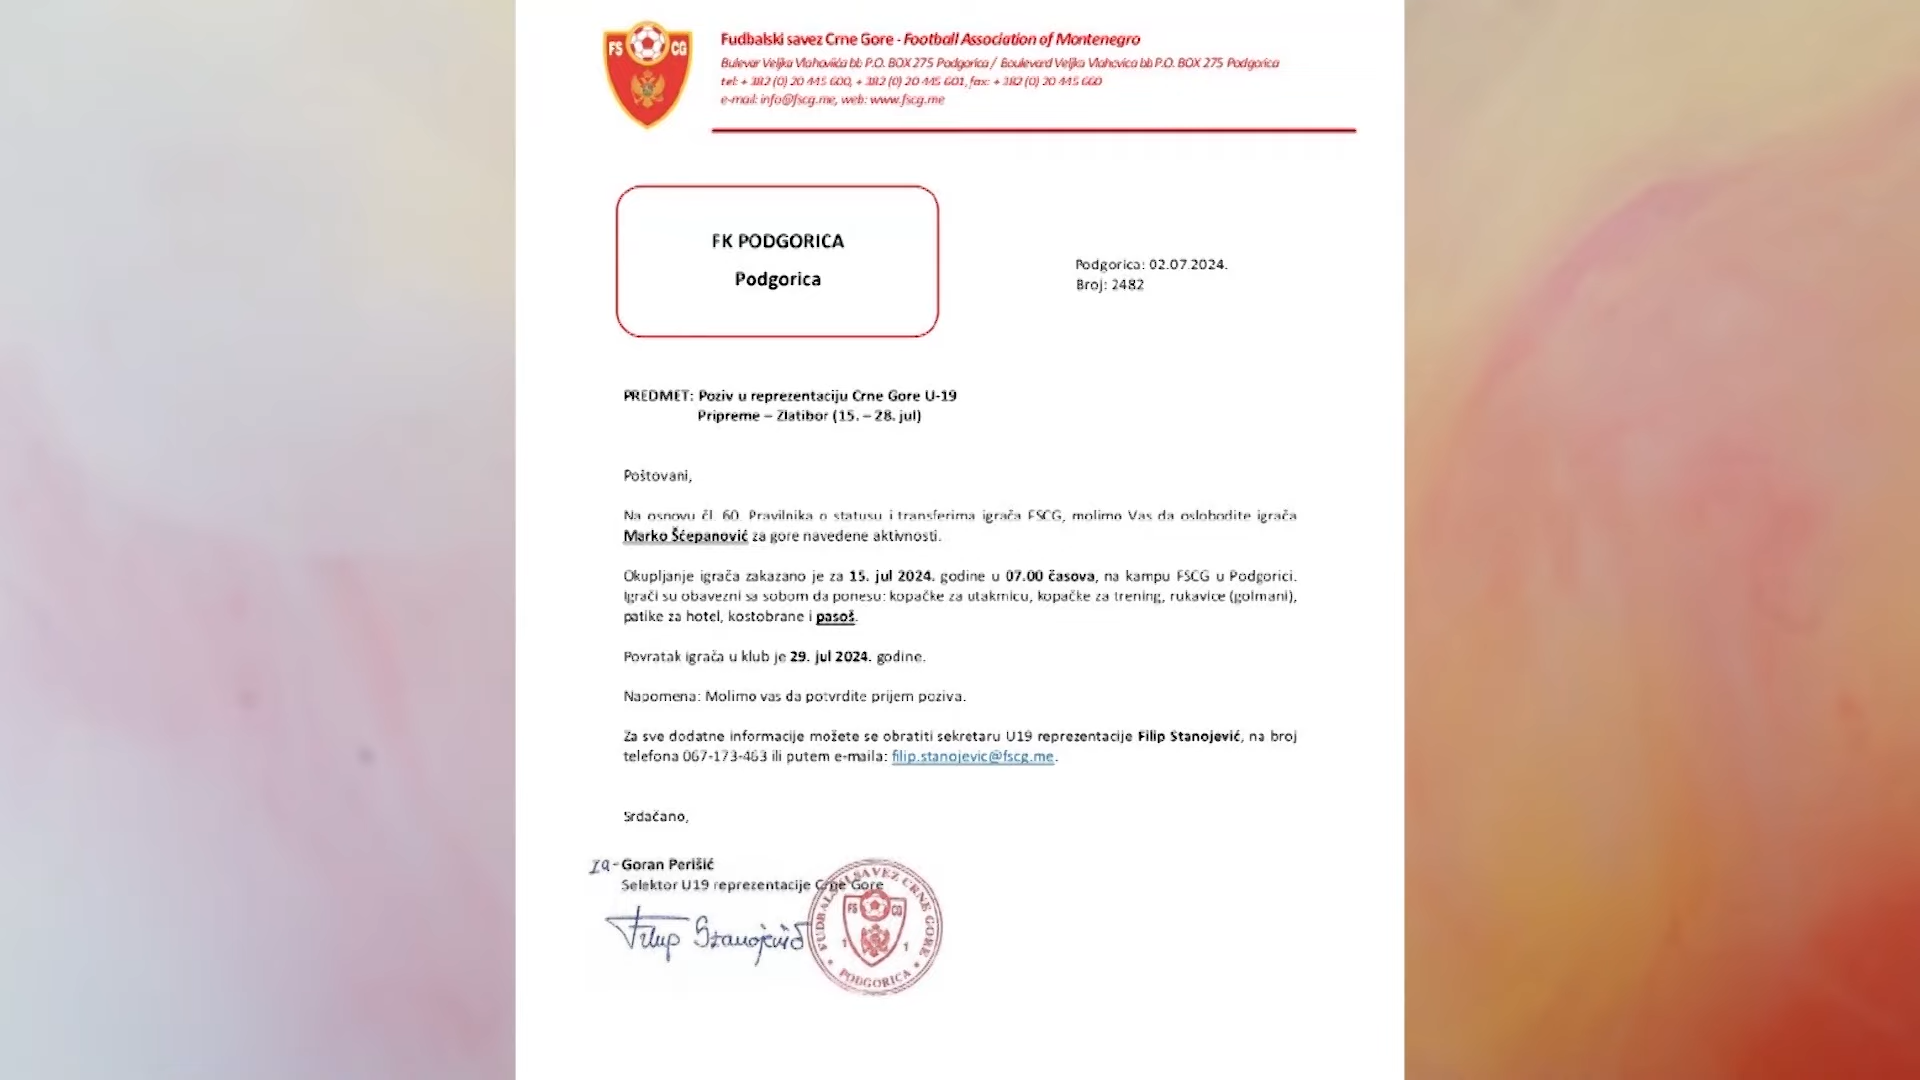 FS CG
Fudbalski savez Crne Gore - Football Association of Montenegro
Bulevar Veljka Vlahovića bb P.O. BOX 275 Podgorica / Boulevard Veljka Vlahovica bb P.O. BOX 275 Podgorica
tel: + 382 (0) 20 445 600, + 382 (0) 20 445 601, fax: + 382 (0) 20 445 660
e-mail: info@fscg.me, web: www.fscg.me
FK PODGORICA
Podgorica
Podgorica: 02.07.2024.
Broj: 2482
PREDMET: Poziv u reprezentaciju Crne Gore U-19
Pripreme – Zlatibor (15. – 28. jul)
Poštovani,
Na osnovu čl. 60. Pravilnika o statusu i transferima igrača FSCG, molimo Vas da oslobodite igrača
Marko Šćepanović za gore navedene aktivnosti.
Okupljanje igrača zakazano je za 15. jul 2024. godine u 07.00 časova, na kampu FSCG u Podgorici.
Igrači su obavezni sa sobom da ponesu: kopačke za utakmicu, kopačke za trening, rukavice (golmani),
patike za hotel, kostobrane i pasoš.
Povratak igrača u klub je 29. jul 2024. godine.
Napomena: Molimo vas da potvrdite prijem poziva.
Za sve dodatne informacije možete se obratiti sekretaru U19 reprezentacije Filip Stanojević, na broj
telefona 067-173-463 ili putem e-maila: filip.stanojevic@fscg.me.
Srdačano,
za- Goran Perišić
Selektor U19 reprezentacije Crne Gore
Filip Stanojević
FUDBALSKI SAVEZ CRNE GORE
FS CG
1 1
PODGORICA